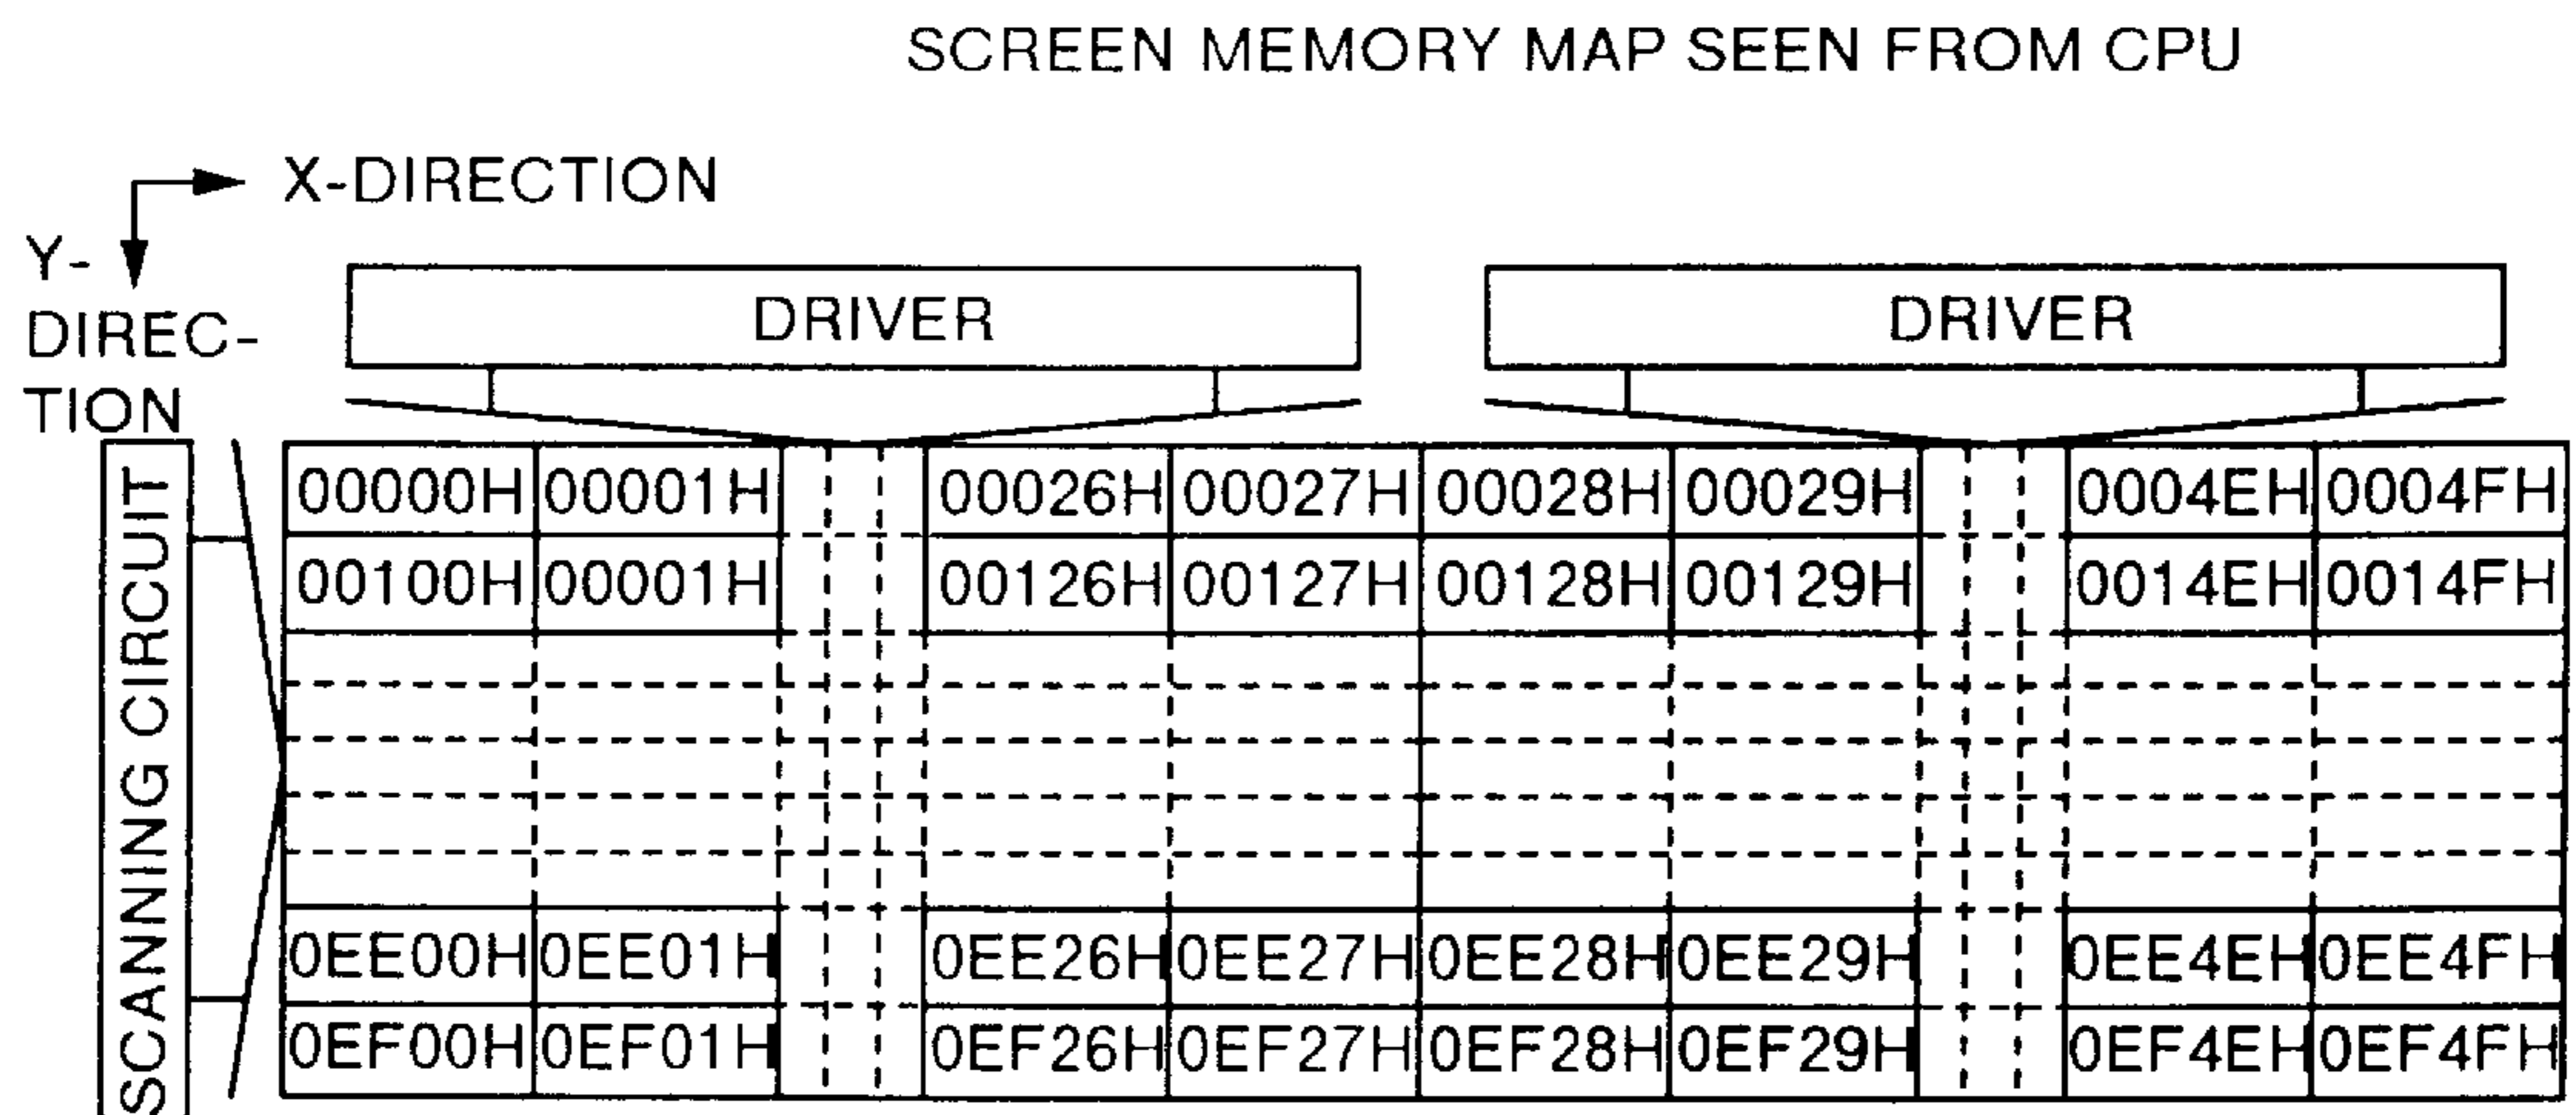 SCREEN MEMORY MAP SEEN FROM CPU
X-DIRECTION
Y-
DIREC-
TION
DRIVER DRIVER
SCANNING CIRCUIT
00000H 00001H 00026H 00027H 00028H 00029H 0004EH 0004FH
00100H 00001H 00126H 00127H 00128H 00129H 0014EH 0014FH
0EE00H 0EE01H 0EE26H 0EE27H 0EE28H 0EE29H 0EE4EH 0EE4FH
0EF00H 0EF01H 0EF26H 0EF27H 0EF28H 0EF29H 0EF4EH 0EF4FH